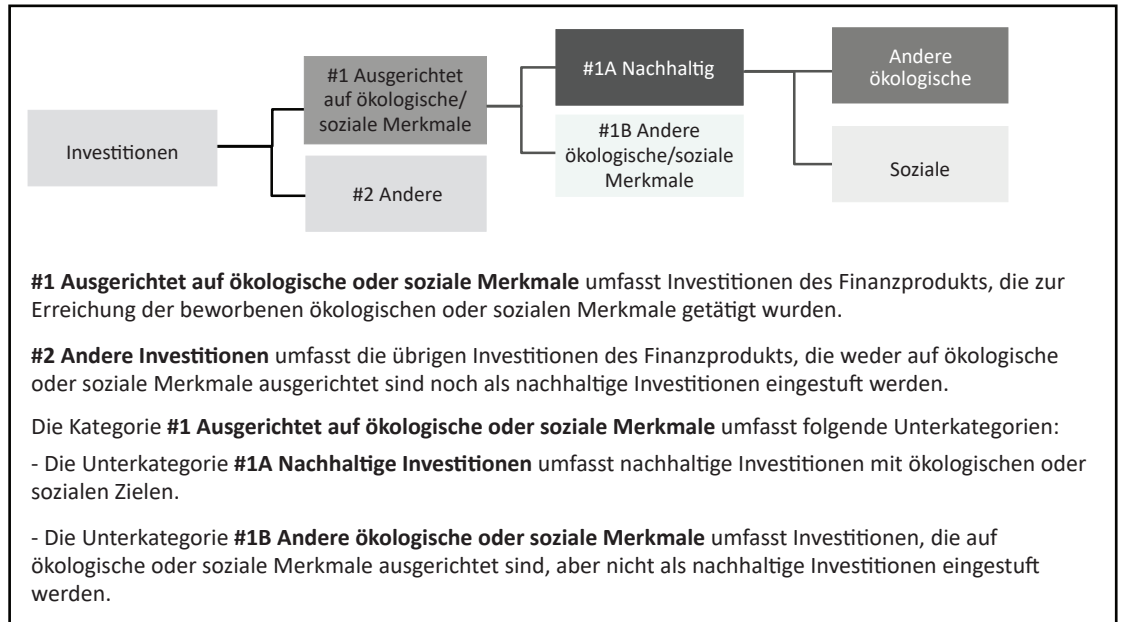 Investitionen
#1 Ausgerichtet
auf ökologische/
soziale Merkmale
#2 Andere
#1A Nachhaltig
#1B Andere
ökologische/soziale
Merkmale
Andere
ökologische
Soziale
#1 Ausgerichtet auf ökologische oder soziale Merkmale umfasst Investitionen des Finanzprodukts, die zur
Erreichung der beworbenen ökologischen oder sozialen Merkmale getätigt wurden.
#2 Andere Investitionen umfasst die übrigen Investitionen des Finanzprodukts, die weder auf ökologische
oder soziale Merkmale ausgerichtet sind noch als nachhaltige Investitionen eingestuft werden.
Die Kategorie #1 Ausgerichtet auf ökologische oder soziale Merkmale umfasst folgende Unterkategorien:
- Die Unterkategorie #1A Nachhaltige Investitionen umfasst nachhaltige Investitionen mit ökologischen oder
sozialen Zielen.
- Die Unterkategorie #1B Andere ökologische oder soziale Merkmale umfasst Investitionen, die auf
ökologische oder soziale Merkmale ausgerichtet sind, aber nicht als nachhaltige Investitionen eingestuft
werden.